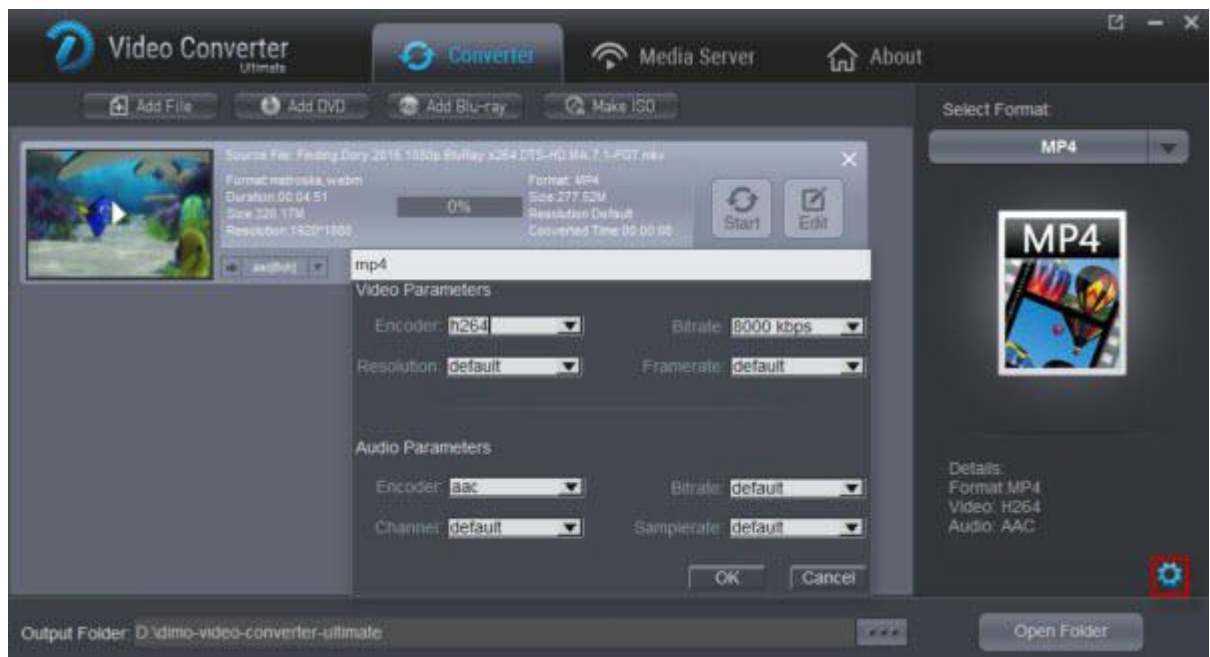 Video Converter
Ultimate
Converter
Media Server
About
Add File
Add DVD
Add Blu-ray
Make ISO
Select Format:
MP4
Source File: Finding.Dory 2016.1080p.BluRay.x264.DTS-HD.MA.7.1-FGT.mkv
Format:matroska,webm
Duration:00:04:51
Size:328.17M
Resolution:1920*1080
0%
Format: MP4
Size:277.52M
Resolution:Default
Converted Time:00:00:00
Start
Edit
mp4
MP4
Video Parameters
Encoder: h264
Bitrate: 8000 kbps
Resolution: default
Framerate: default
Audio Parameters
Encoder: aac
Bitrate: default
Channel: default
Samplerate: default
OK
Cancel
Details:
Format:MP4
Video: H264
Audio: AAC
Output Folder: D:\dimo-video-converter-ultimate
Open Folder